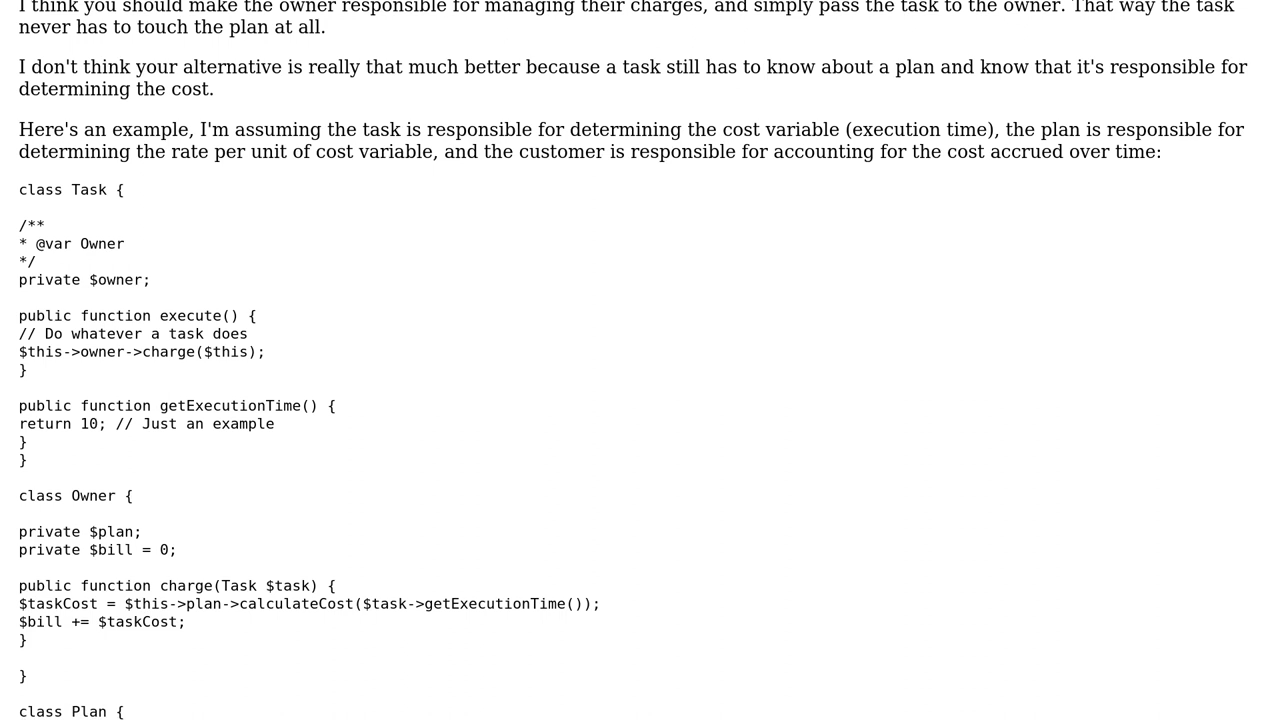 I think you should make the owner responsible for managing their charges, and simply pass the task to the owner. That way the task
never has to touch the plan at all.
I don't think your alternative is really that much better because a task still has to know about a plan and know that it's responsible for
determining the cost.
Here's an example, I'm assuming the task is responsible for determining the cost variable (execution time), the plan is responsible for
determining the rate per unit of cost variable, and the customer is responsible for accounting for the cost accrued over time:
class Task {
/**
* @var Owner
*/
private $owner;
public function execute() {
// Do whatever a task does
$this->owner->charge($this);
}
public function getExecutionTime() {
return 10; // Just an example
}
}
class Owner {
private $plan;
private $bill = 0;
public function charge(Task $task) {
$taskCost = $this->plan->calculateCost($task->getExecutionTime());
$bill += $taskCost;
}
}
class Plan {